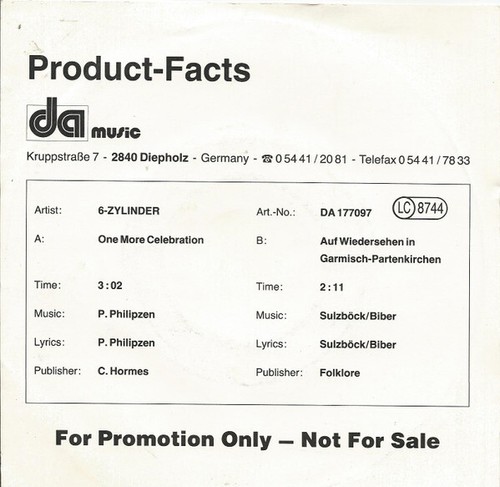 Product-Facts
da music
Kruppstraße 7 - 2840 Diepholz - Germany - ☎ 0 54 41 / 20 81 - Telefax 0 54 41 / 78 33
Artist: 6-ZYLINDER Art.-No.: DA 177097 LC 8744
A: One More Celebration B: Auf Wiedersehen in
Garmisch-Partenkirchen
Time: 3:02 Time: 2:11
Music: P. Philipzen Music: Sulzböck/Biber
Lyrics: P. Philipzen Lyrics: Sulzböck/Biber
Publisher: C. Hormes Publisher: Folklore
For Promotion Only – Not For Sale